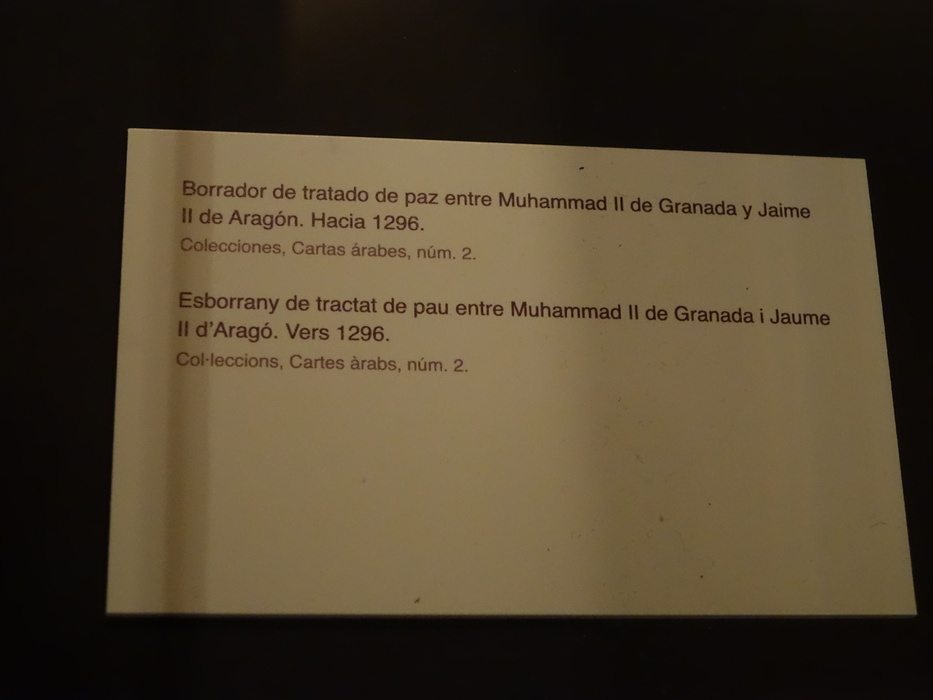 Borrador de tratado de paz entre Muhammad II de Granada y Jaime
II de Aragón. Hacia 1296.
Colecciones, Cartas árabes, núm. 2.
Esborrany de tractat de pau entre Muhammad II de Granada i Jaume
II d'Aragó. Vers 1296.
Col·leccions, Cartes àrabs, núm. 2.